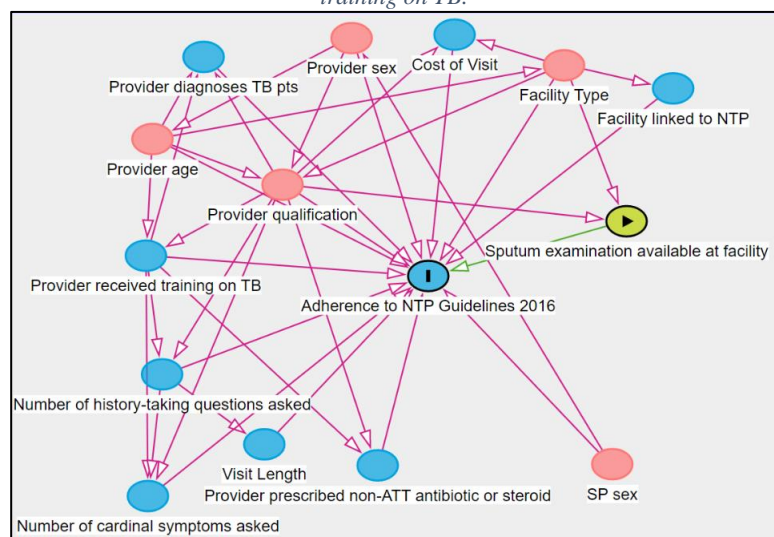 training on TB.
Provider sex
Cost of Visit
Provider diagnoses TB pts
Facility Type
Facility linked to NTP
Provider age
Provider qualification
Sputum examination available at facility
Provider received training on TB
Adherence to NTP Guidelines 2016
Number of history-taking questions asked
Visit Length
Provider prescribed non-ATT antibiotic or steroid
SP sex
Number of cardinal symptoms asked